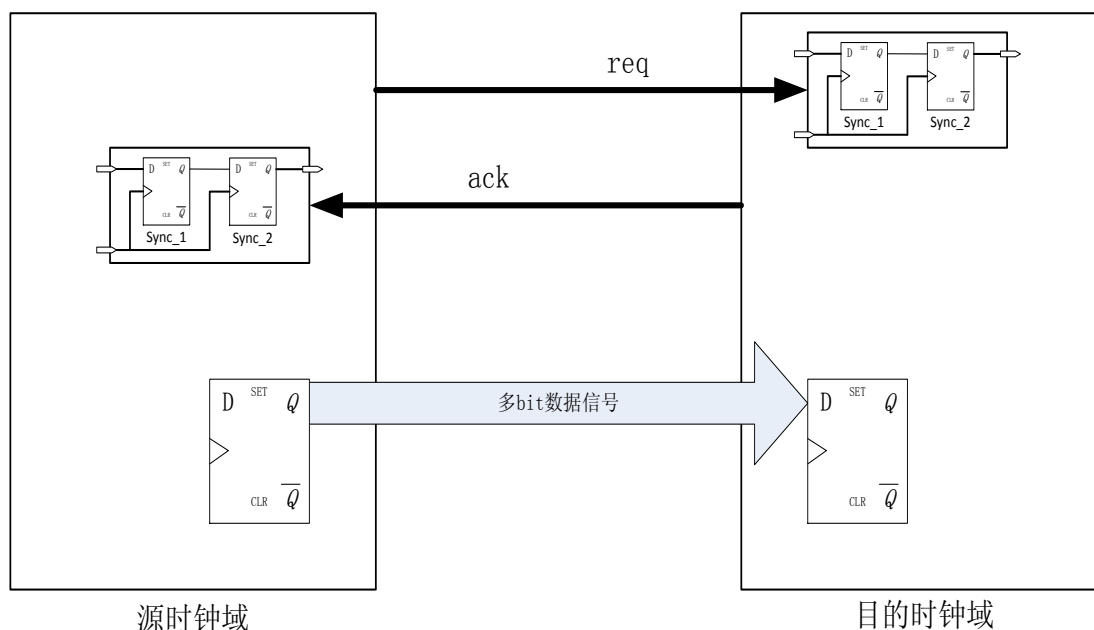 D SET Q D SET Q
CLR Q CLR Q
Sync_1 Sync_2
req
D SET Q D SET Q
CLR Q CLR Q
Sync_1 Sync_2
ack
D SET Q
CLR Q
多bit数据信号
D SET Q
CLR Q
源时钟域
目的时钟域